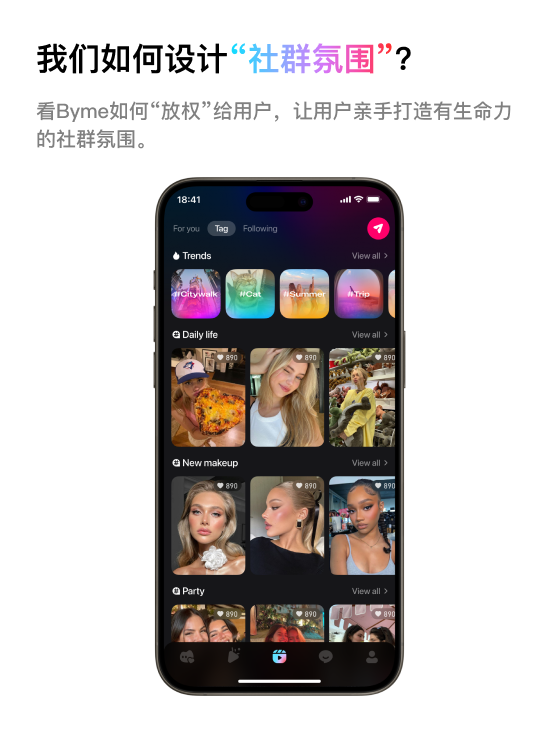 我们如何设计“社群氛围”?
看Byme如何“放权”给用户，让用户亲手打造有生命力
的社群氛围。
18:41
For you Tag Following
Trends View all
#Citywalk #Cat #Summer #Trip
Daily life View all
890 890 890
New makeup View all
890 890 890
Party View all
890 890 890